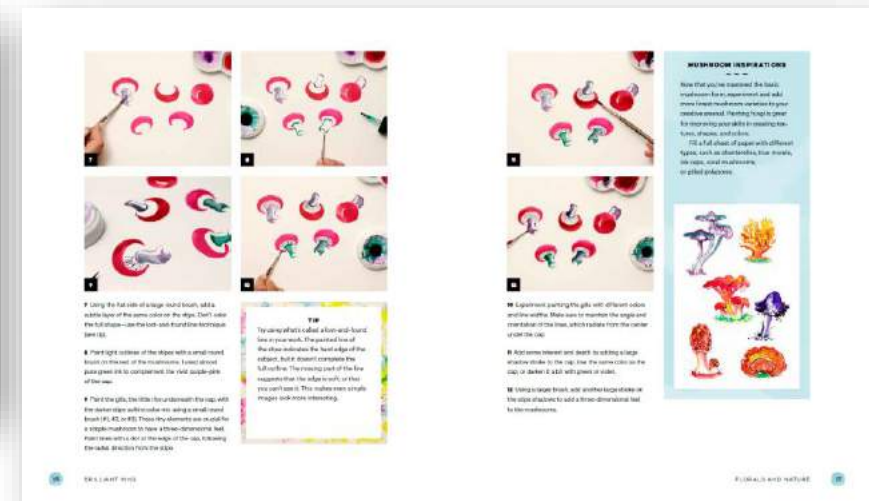 7
8
9
10
7 Using the flat side of a large round brush, add a
subtle layer of the same color on the stipe. Don't color
the full shape—use the lost-and-found line technique
(see tip).
8 Paint light outlines of the stipes with a small round
brush on the rest of the mushrooms. I used almost
pure green ink to complement the vivid purple-pink
of the cap.
9 Paint the gills, the little ribs underneath the cap, with
the darker stipe outline color mix using a small round
brush (#1, #2, or #3). These tiny elements are crucial for
a simple mushroom to have a three-dimensional feel.
Paint lines with a dot at the edge of the cap, following
the radial direction from the stipe.
TIP
Try using what's called a lost-and-found
line in your work. The painted line of
the stipe indicates the hard edge of the
subject, but it doesn't complete the
full outline. The missing part of the line
suggests that the edge is soft, or that
you can't see it. This makes even simple
images look more interesting.
BRILLIANT INKS
10 Experiment painting the gills with different colors
and line widths. Make sure to maintain the angle and
orientation of the lines, which radiate from the center
under the cap.
11 Add some interest and depth by adding a large
shadow stroke to the cap. Use the same color as the
cap, or darken it a bit with green or violet.
12 Using a larger brush, add another large stroke on
the stipe shadows to add a three-dimensional feel
to the mushrooms.
MUSHROOM INSPIRATIONS
Now that you've mastered the basic
mushroom form, experiment and add
more forest mushroom varieties to your
creative arsenal. Painting fungi is great
for improving your skills in creating tex-
tures, shapes, and colors.
Fill a full sheet of paper with different
types, such as chanterelles, true morels,
ink caps, coral mushrooms,
or gilled polypores.
FLORALS AND NATURE